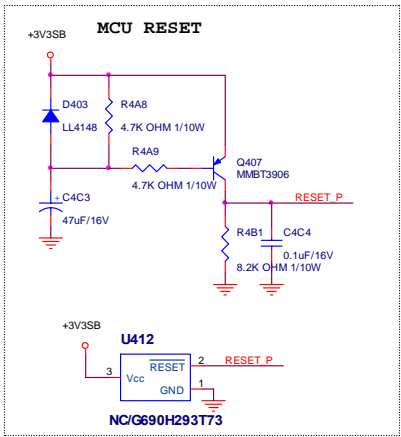 MCU RESET
+3V3SB
D403
LL4148
R4A8
4.7K OHM 1/10W
R4A9
4.7K OHM 1/10W
Q407
MMBT3906
RESET_P
+
C4C3
47uF/16V
R4B1
8.2K OHM 1/10W
C4C4
0.1uF/16V
+3V3SB
U412
3
Vcc
RESET
2
RESET_P
GND
1
NC/G690H293T73